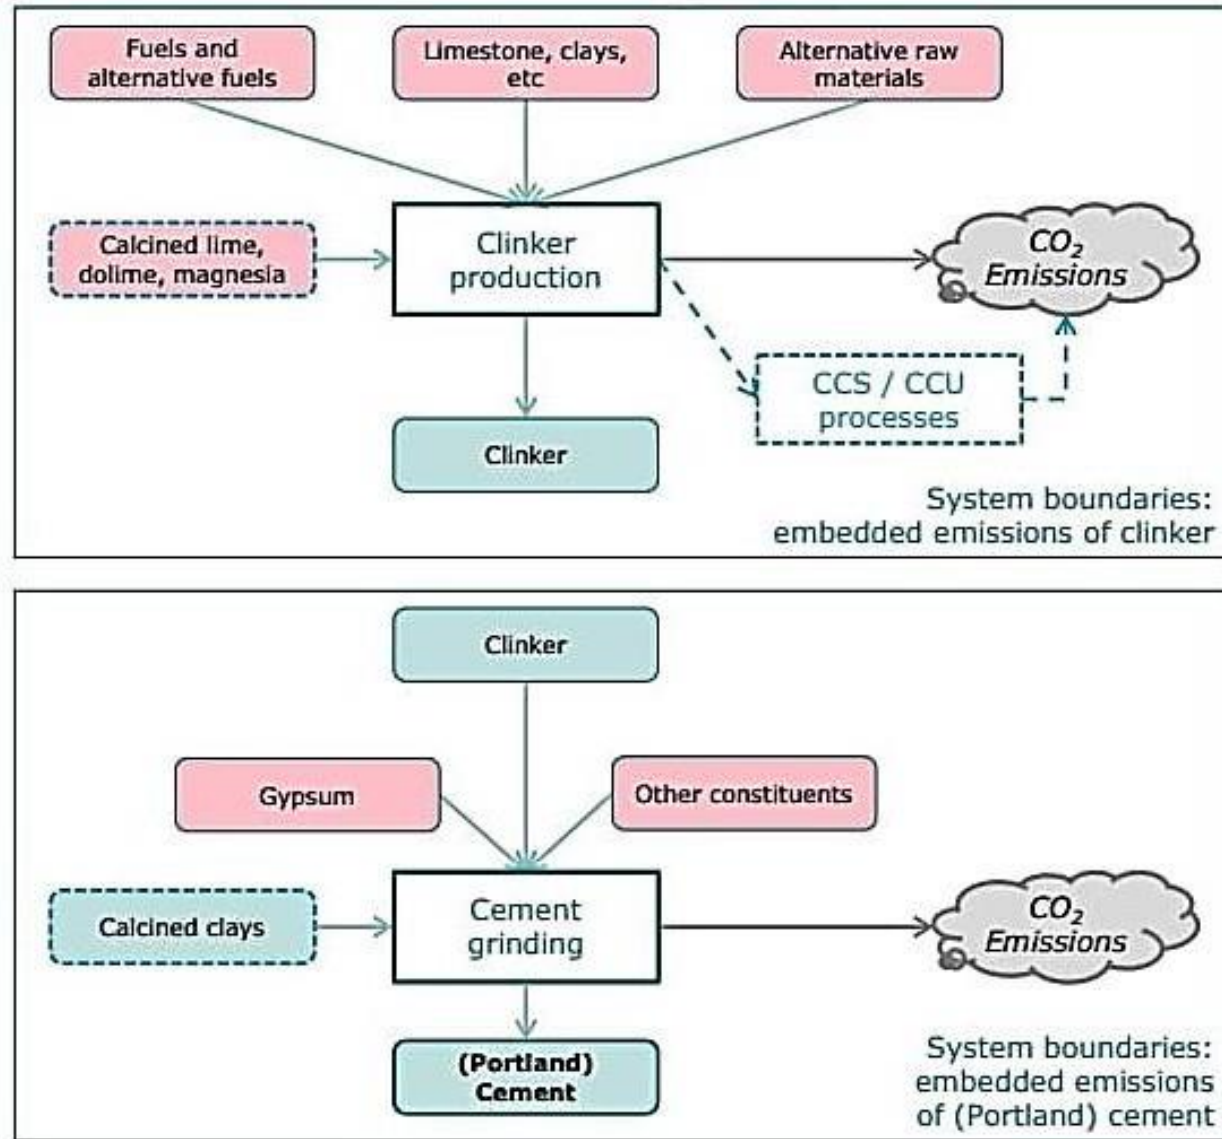 Fuels and
alternative fuels
Limestone, clays,
etc
Alternative raw
materials
Calcined lime,
dolime, magnesia
Clinker
production
CO₂
Emissions
CCS / CCU
processes
Clinker
System boundaries:
embedded emissions of clinker
Clinker
Gypsum
Other constituents
Calcined clays
Cement
grinding
CO₂
Emissions
(Portland)
Cement
System boundaries:
embedded emissions
of (Portland) cement